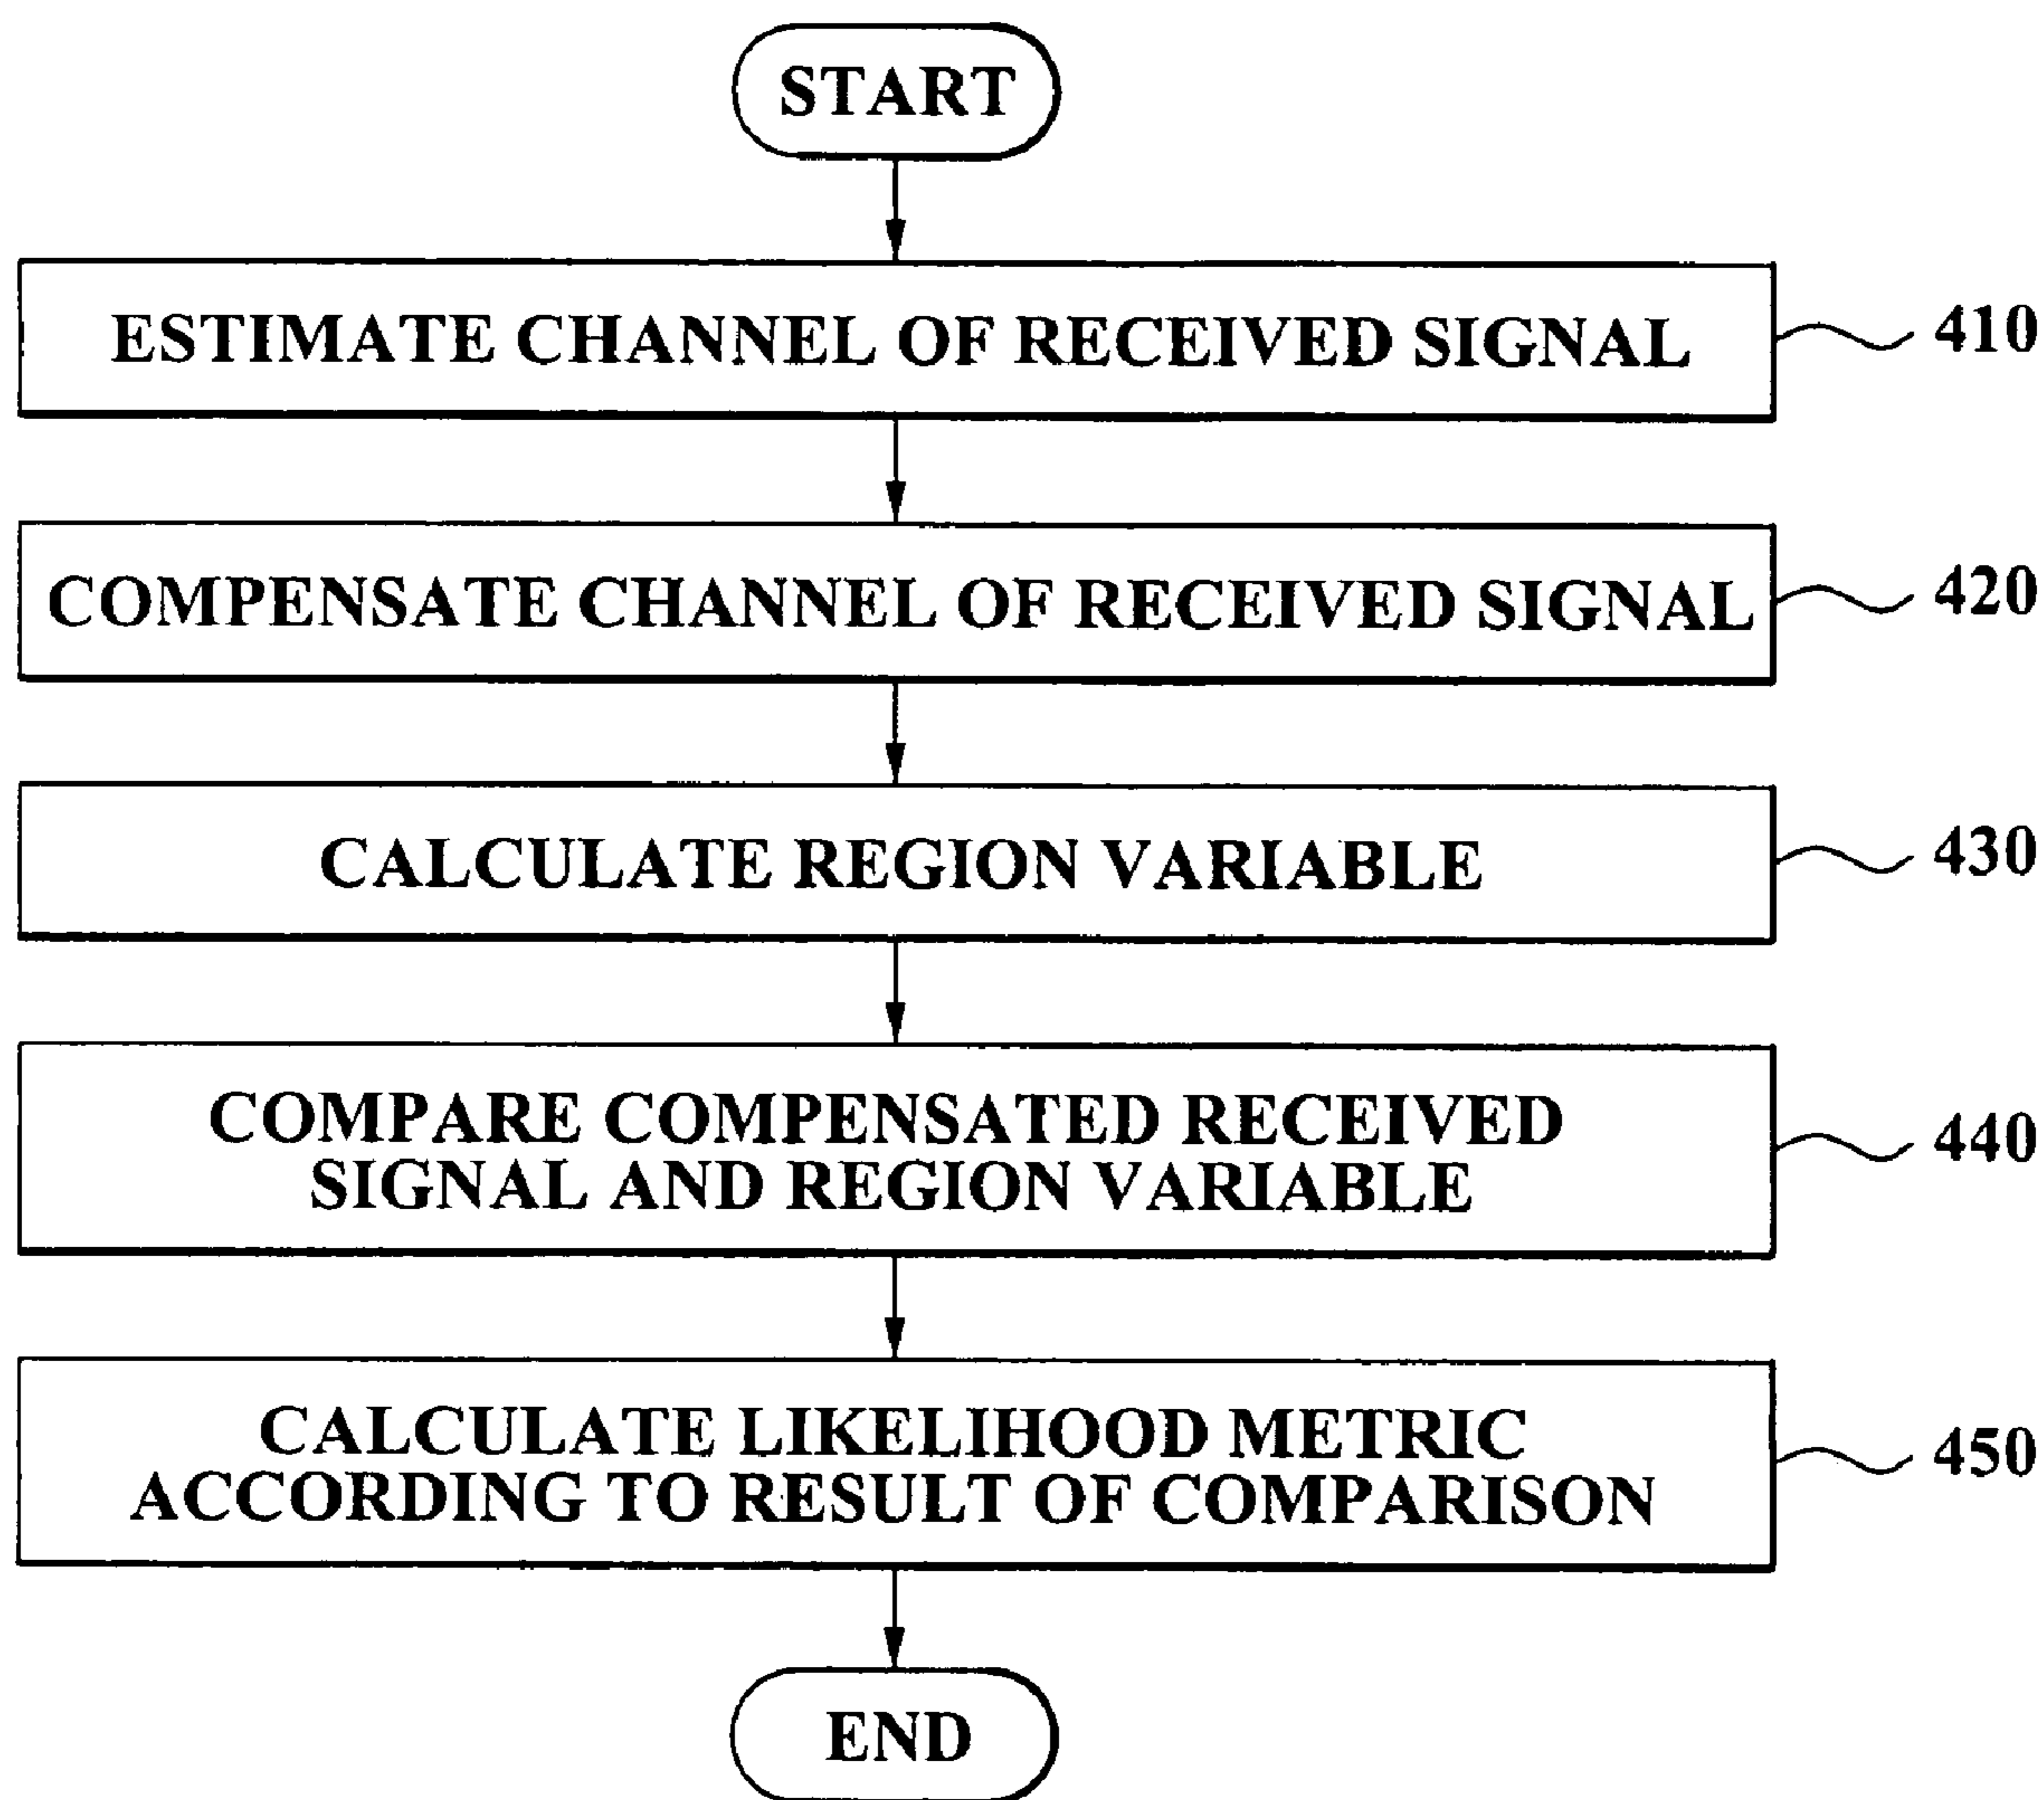 START
ESTIMATE CHANNEL OF RECEIVED SIGNAL
410
COMPENSATE CHANNEL OF RECEIVED SIGNAL
420
CALCULATE REGION VARIABLE
430
COMPARE COMPENSATED RECEIVED
SIGNAL AND REGION VARIABLE
440
CALCULATE LIKELIHOOD METRIC
ACCORDING TO RESULT OF COMPARISON
450
END